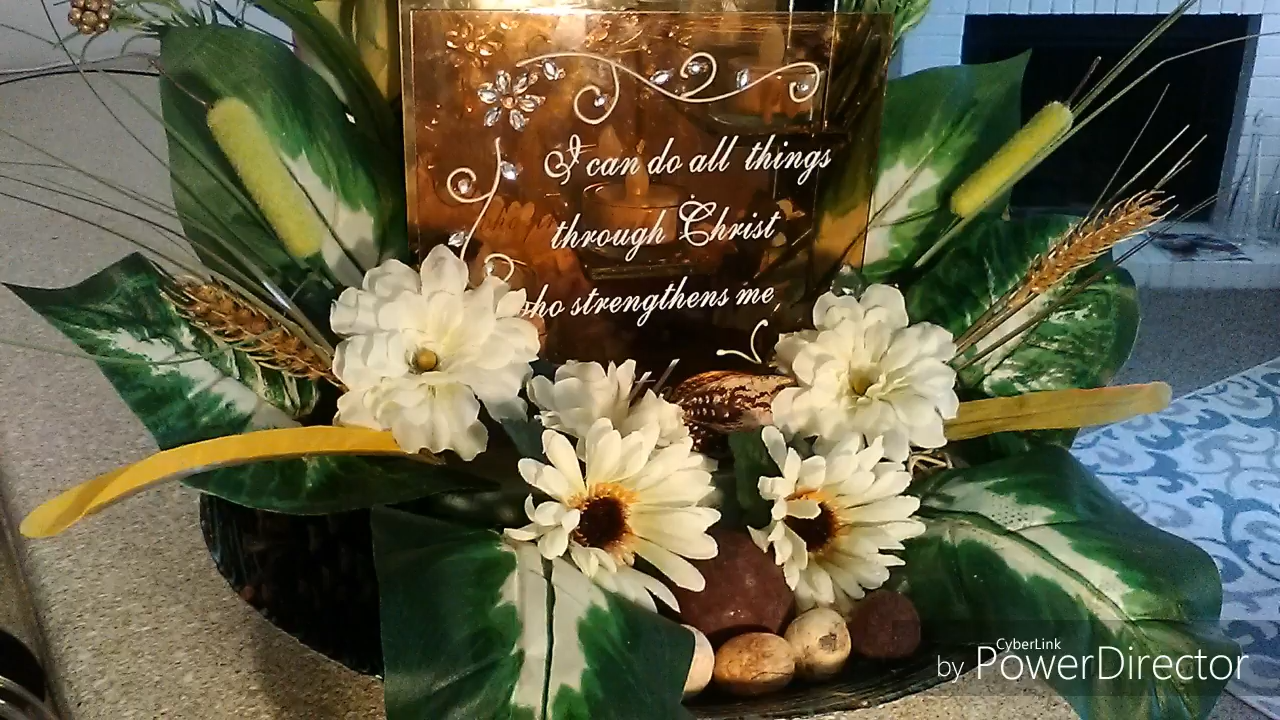 I can do all things
through Christ
who strengthens me,
CyberLink
by PowerDirector